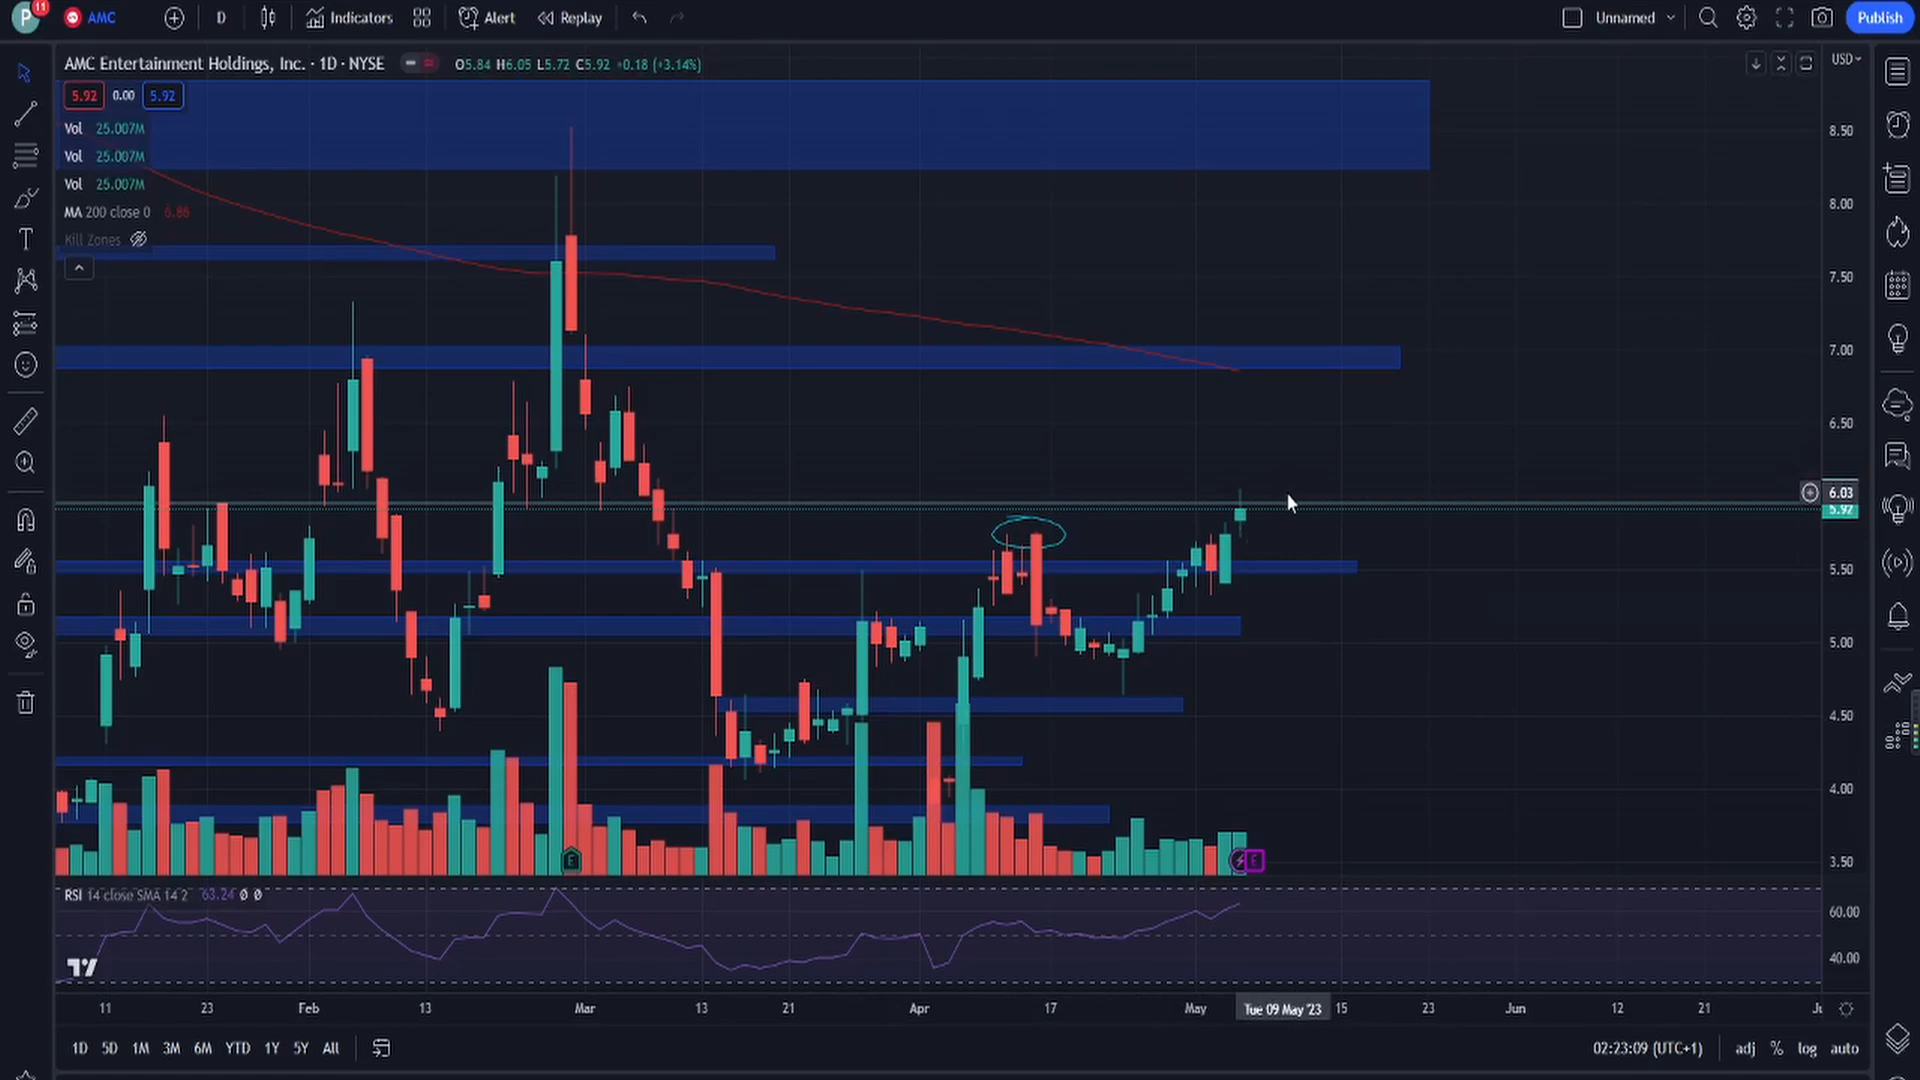 P 11 AMC D Indicators Alert Replay Unnamed Publish
AMC Entertainment Holdings, Inc. · 1D · NYSE O5.84 H6.05 L5.72 C5.92 +0.18 (+3.14%) USD
5.92 0.00 5.92
Vol 25.007M
Vol 25.007M
Vol 25.007M
MA 200 close 0 6.86
Kill Zones
8.50
8.00
7.50
7.00
6.50
6.03
5.92
5.50
5.00
4.50
4.00
3.50
E E
RSI 14 close SMA 14 2 63.24 Ø Ø
60.00
40.00
11 23 Feb 13 Mar 13 21 Apr 17 May Tue 09 May '23 15 23 Jun 12 21 Ju
1D 5D 1M 3M 6M YTD 1Y 5Y All 02:23:09 (UTC+1) adj % log auto